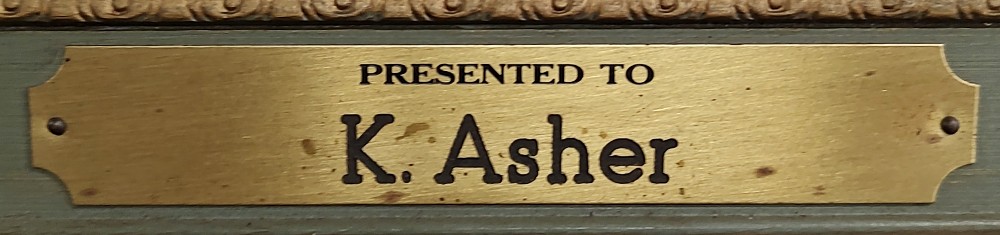 PRESENTED TO
K. Asher